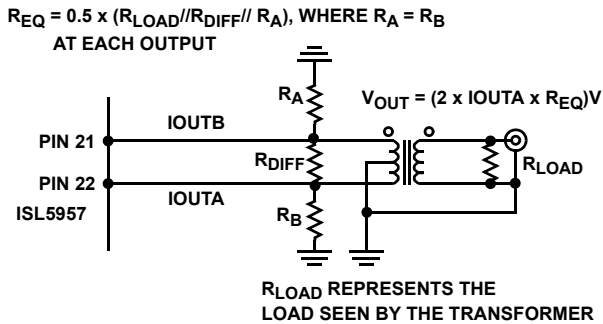 R_EQ = 0.5 x (R_LOAD//R_DIFF// R_A), WHERE R_A = R_B
AT EACH OUTPUT
R_A
V_OUT = (2 x IOUTA x R_EQ)V
IOUTB
PIN 21
R_DIFF
R_LOAD
PIN 22
IOUTA
R_B
ISL5957
R_LOAD REPRESENTS THE
LOAD SEEN BY THE TRANSFORMER